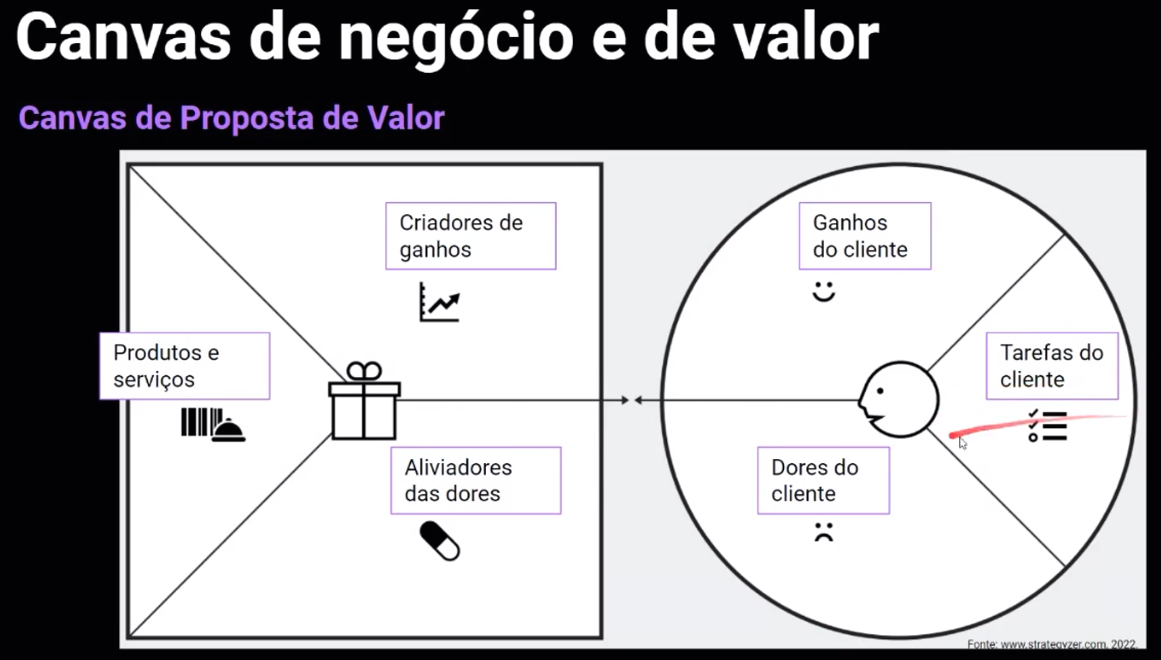 Canvas de negócio e de valor
Canvas de Proposta de Valor
Criadores de
ganhos
Produtos e
serviços
Aliviadores
das dores
Ganhos
do cliente
Tarefas do
cliente
Dores do
cliente
Fonte: www.strategyzer.com, 2022.